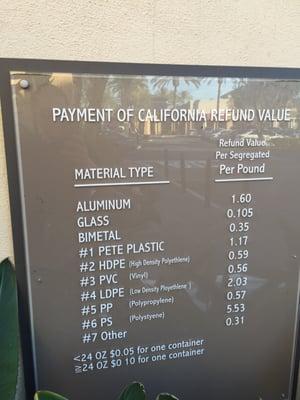 PAYMENT OF CALIFORNIA REFUND VALUE
Refund Value
Per Segregated
MATERIAL TYPE Per Pound
ALUMINUM 1.60
GLASS 0.105
BIMETAL 0.35
#1 PETE PLASTIC 1.17
#2 HDPE (High Density Polyethlene) 0.59
#3 PVC (Vinyl) 0.56
#4 LDPE (Low Density Ployethlene) 2.03
#5 PP (Polypropylene) 0.57
#6 PS (Polystyene) 5.53
#7 Other 0.31
<24 OZ $0.05 for one container
≧24 OZ $0 10 for one container